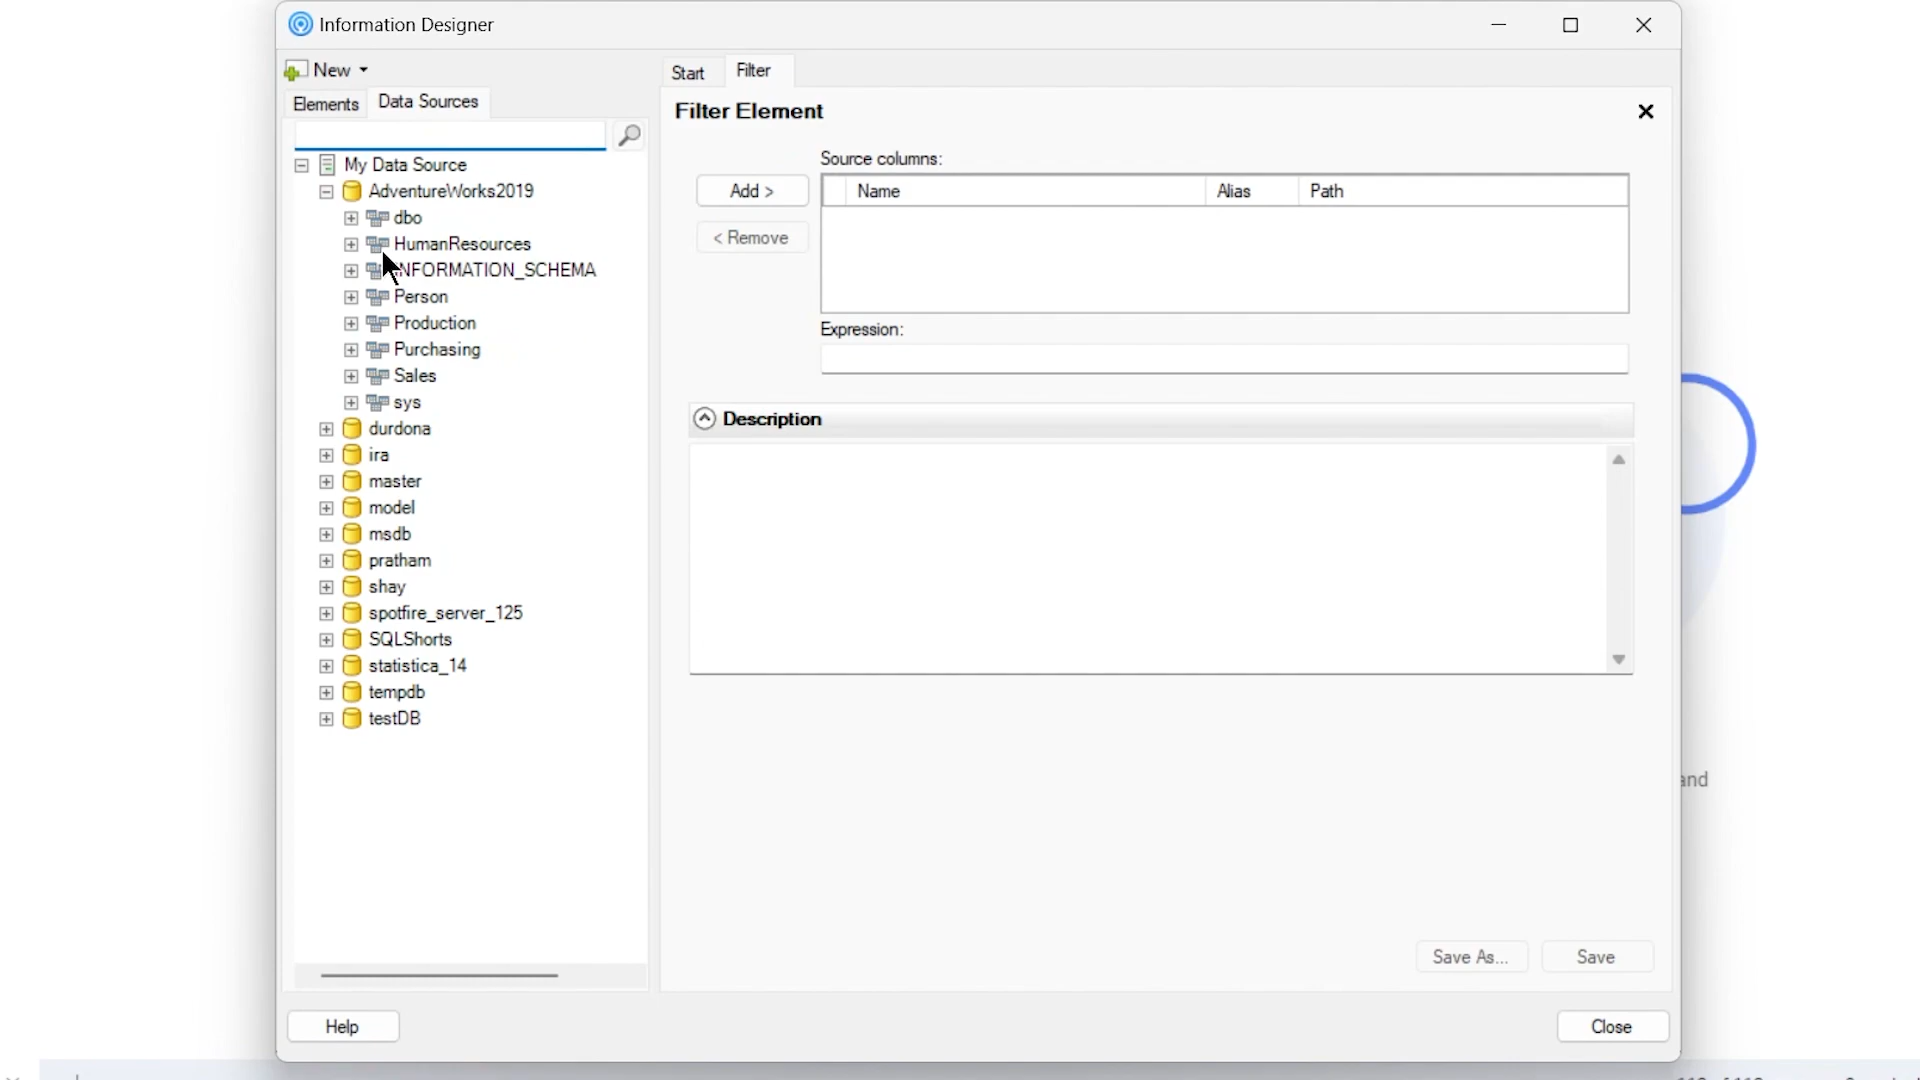 Information Designer
New
Start Filter
Elements Data Sources
Filter Element
My Data Source
AdventureWorks2019
dbo
HumanResources
NFORMATION_SCHEMA
Person
Production
Purchasing
Sales
sys
durdona
ira
master
model
msdb
pratham
shay
spotfire_server_125
SQLShorts
statistica_14
tempdb
testDB
Source columns:
Add >
< Remove
Name Alias Path
Expression:
Description
and
Save As... Save
Help
Close